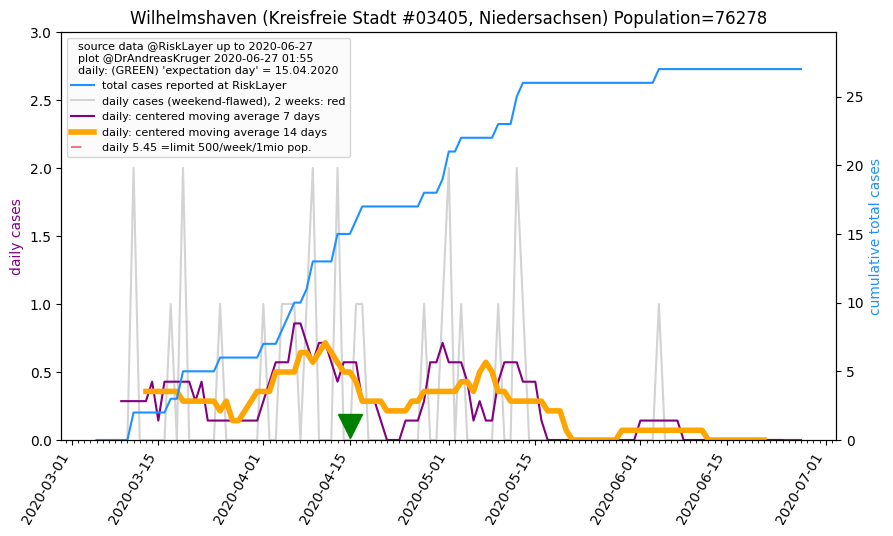 Wilhelmshaven (Kreisfreie Stadt #03405, Niedersachsen) Population=76278
source data @RiskLayer up to 2020-06-27
plot @DrAndreasKruger 2020-06-27 01:55
daily: (GREEN) 'expectation day' = 15.04.2020
total cases reported at RiskLayer
daily cases (weekend-flawed), 2 weeks: red
daily: centered moving average 7 days
daily: centered moving average 14 days
daily 5.45 =limit 500/week/1mio pop.
daily cases
3.0
2.5
2.0
1.5
1.0
0.5
0.0
25
20
15
10
5
0
cumulative total cases
2020-03-01
2020-03-15
2020-04-01
2020-04-15
2020-05-01
2020-05-15
2020-06-01
2020-06-15
2020-07-01